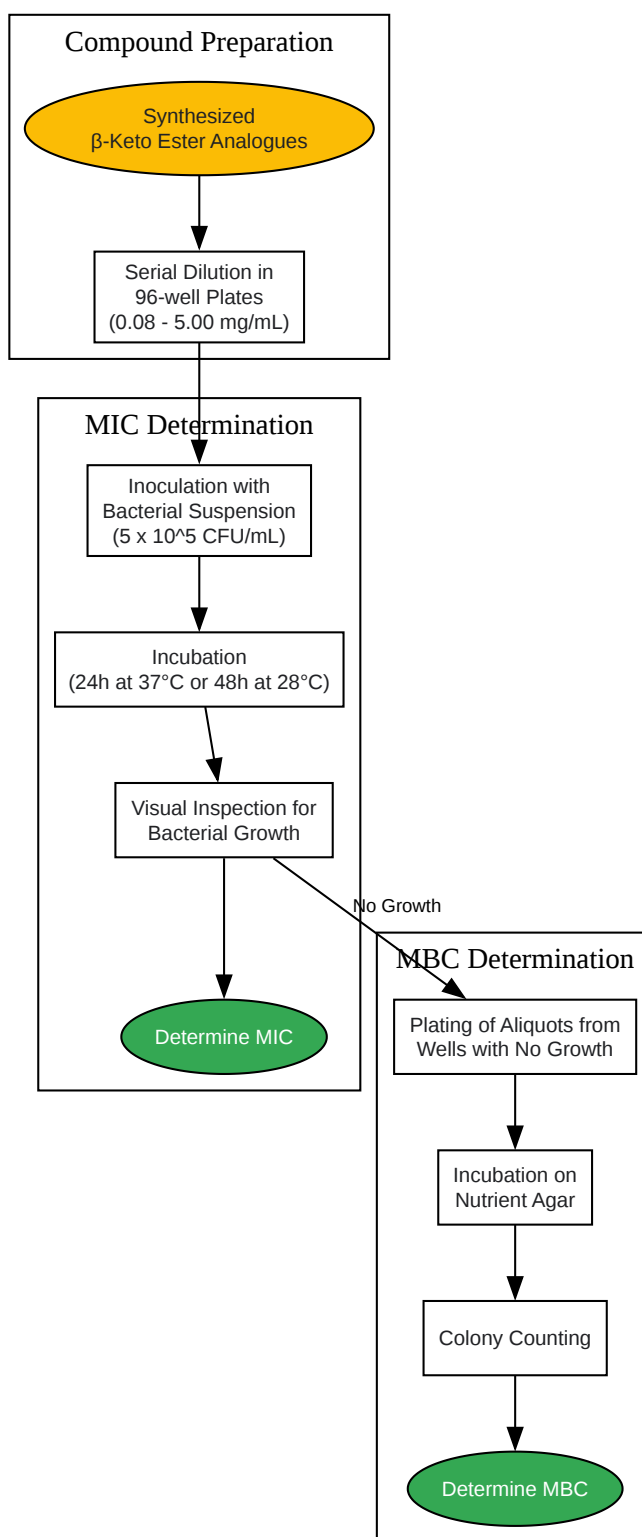 Compound Preparation
Synthesized
β-Keto Ester Analogues
Serial Dilution in
96-well Plates
(0.08 - 5.00 mg/mL)
MIC Determination
Inoculation with
Bacterial Suspension
(5 x 10^5 CFU/mL)
Incubation
(24h at 37°C or 48h at 28°C)
Visual Inspection for
Bacterial Growth
No Growth
Determine MIC
MBC Determination
Plating of Aliquots from
Wells with No Growth
Incubation on
Nutrient Agar
Colony Counting
Determine MBC